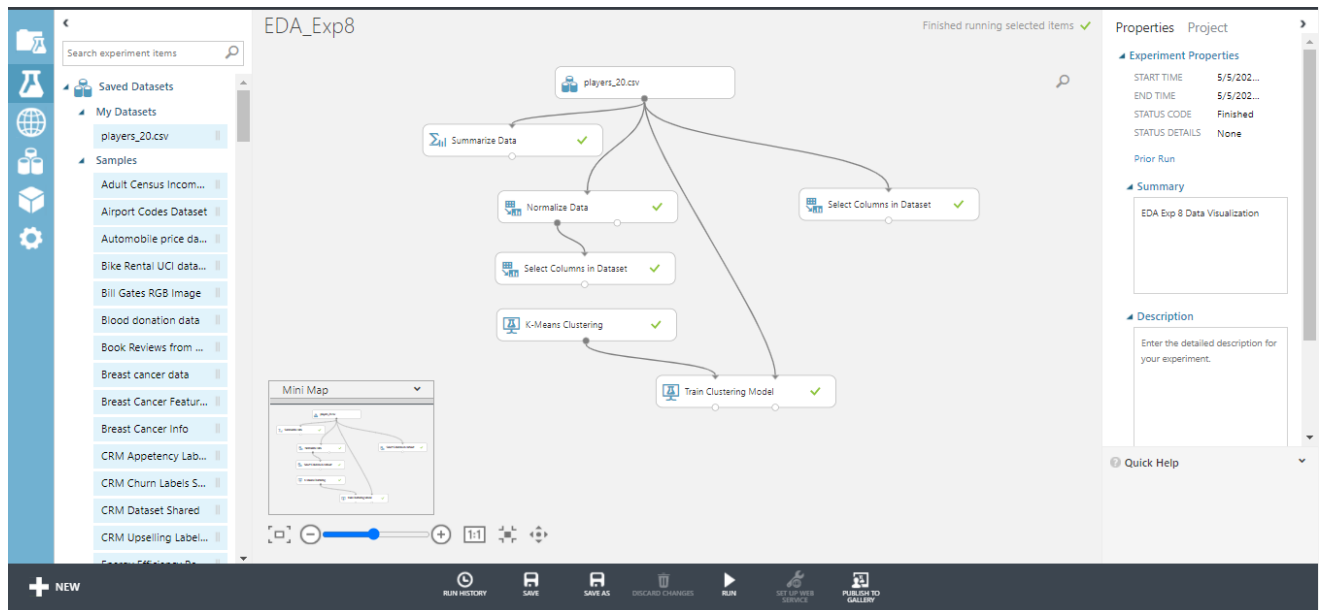 EDA_Exp8
Finished running selected items
Properties Project
Search experiment items
Saved Datasets
My Datasets
players_20.csv
Samples
Adult Census Incom...
Airport Codes Dataset
Automobile price da...
Bike Rental UCI data...
Bill Gates RGB Image
Blood donation data
Book Reviews from ...
Breast cancer data
Breast Cancer Featur...
Breast Cancer Info
CRM Appetency Lab...
CRM Churn Labels S...
CRM Dataset Shared
CRM Upselling Label...
players_20.csv
Summarize Data
Normalize Data
Select Columns in Dataset
Select Columns in Dataset
K-Means Clustering
Train Clustering Model
Mini Map
1:1
Experiment Properties
START TIME 5/5/202...
END TIME 5/5/202...
STATUS CODE Finished
STATUS DETAILS None
Prior Run
Summary
EDA Exp 8 Data Visualization
Description
Enter the detailed description for
your experiment.
Quick Help
NEW
RUN HISTORY
SAVE
SAVE AS
DISCARD CHANGES
RUN
SET UP WEB
SERVICE
PUBLISH TO
GALLERY